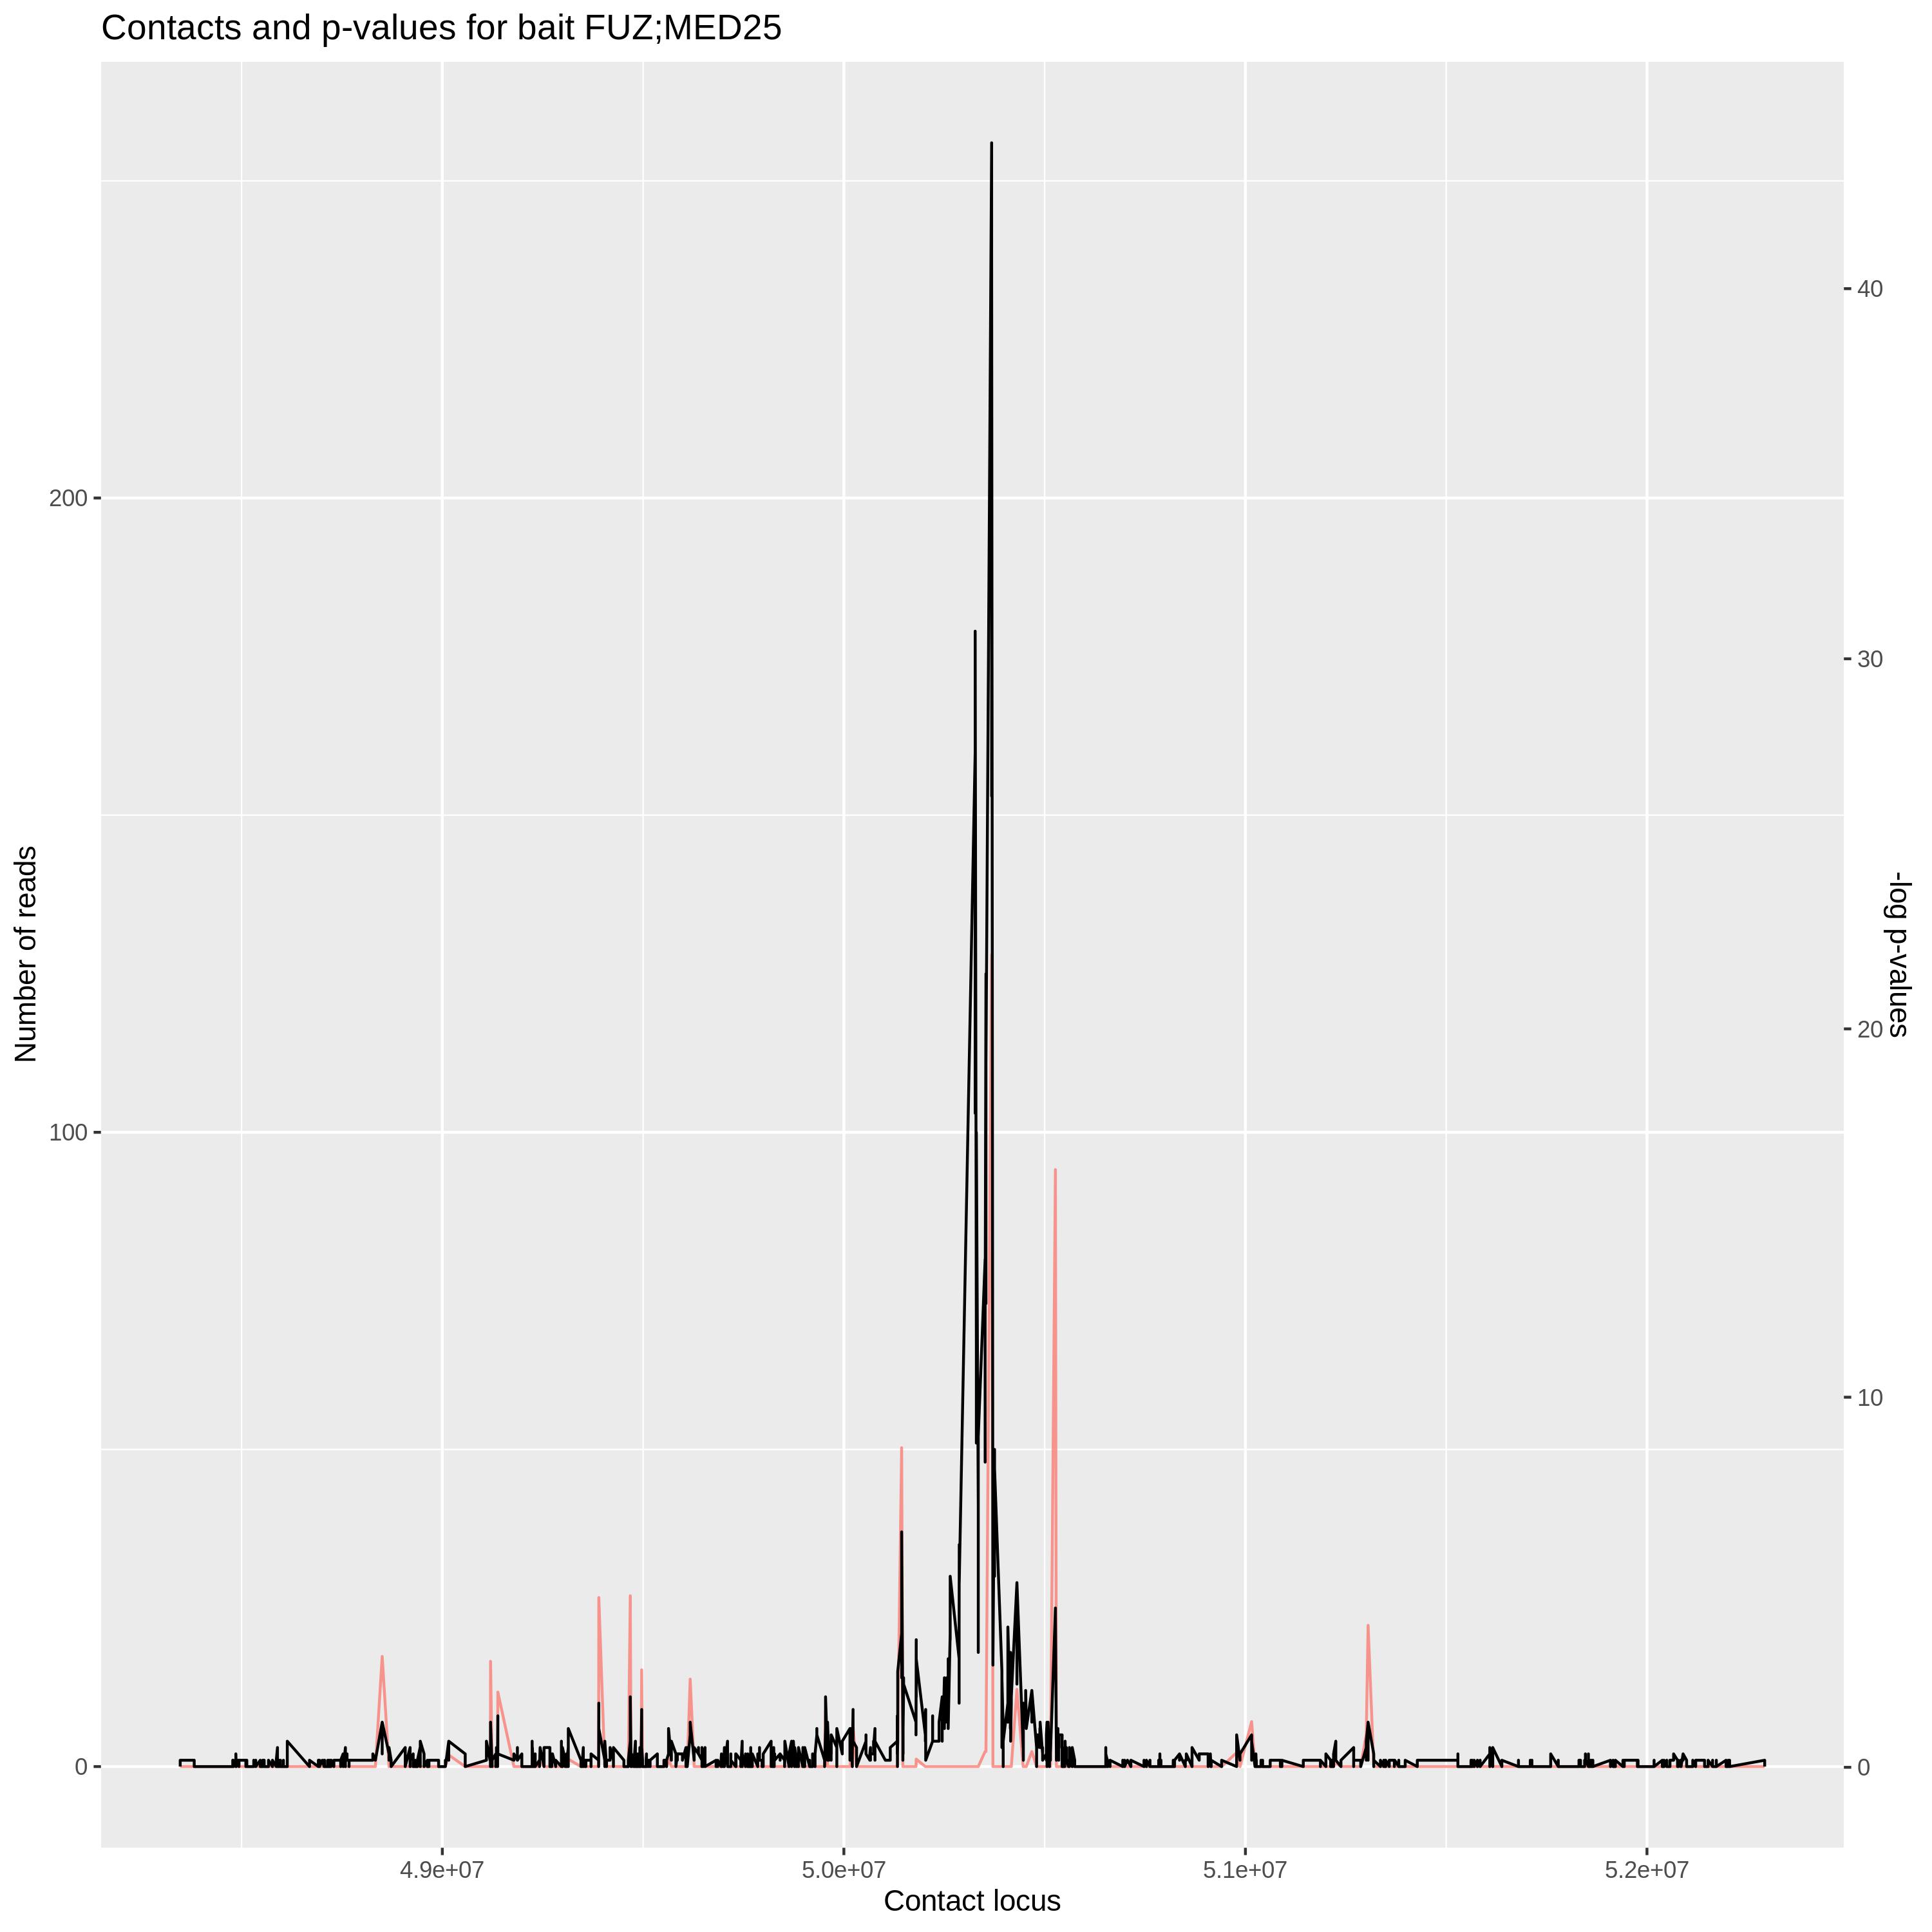 Contacts and p-values for bait FUZ;MED25
Number of reads
200
100
0
40
30
20
10
0
-log p-values
4.9e+07
5.0e+07
5.1e+07
5.2e+07
Contact locus